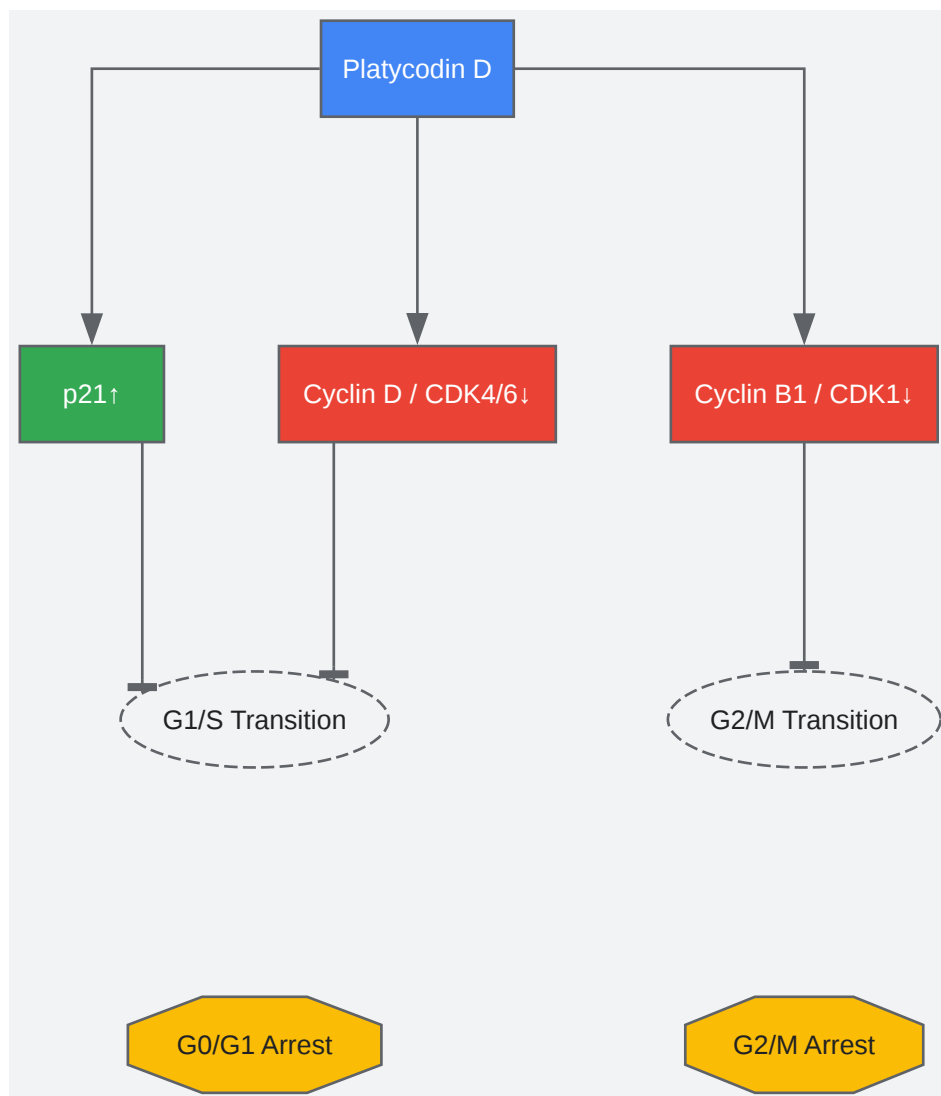 Platycodin D
p21↑
Cyclin D / CDK4/6↓
Cyclin B1 / CDK1↓
G1/S Transition
G2/M Transition
G0/G1 Arrest
G2/M Arrest